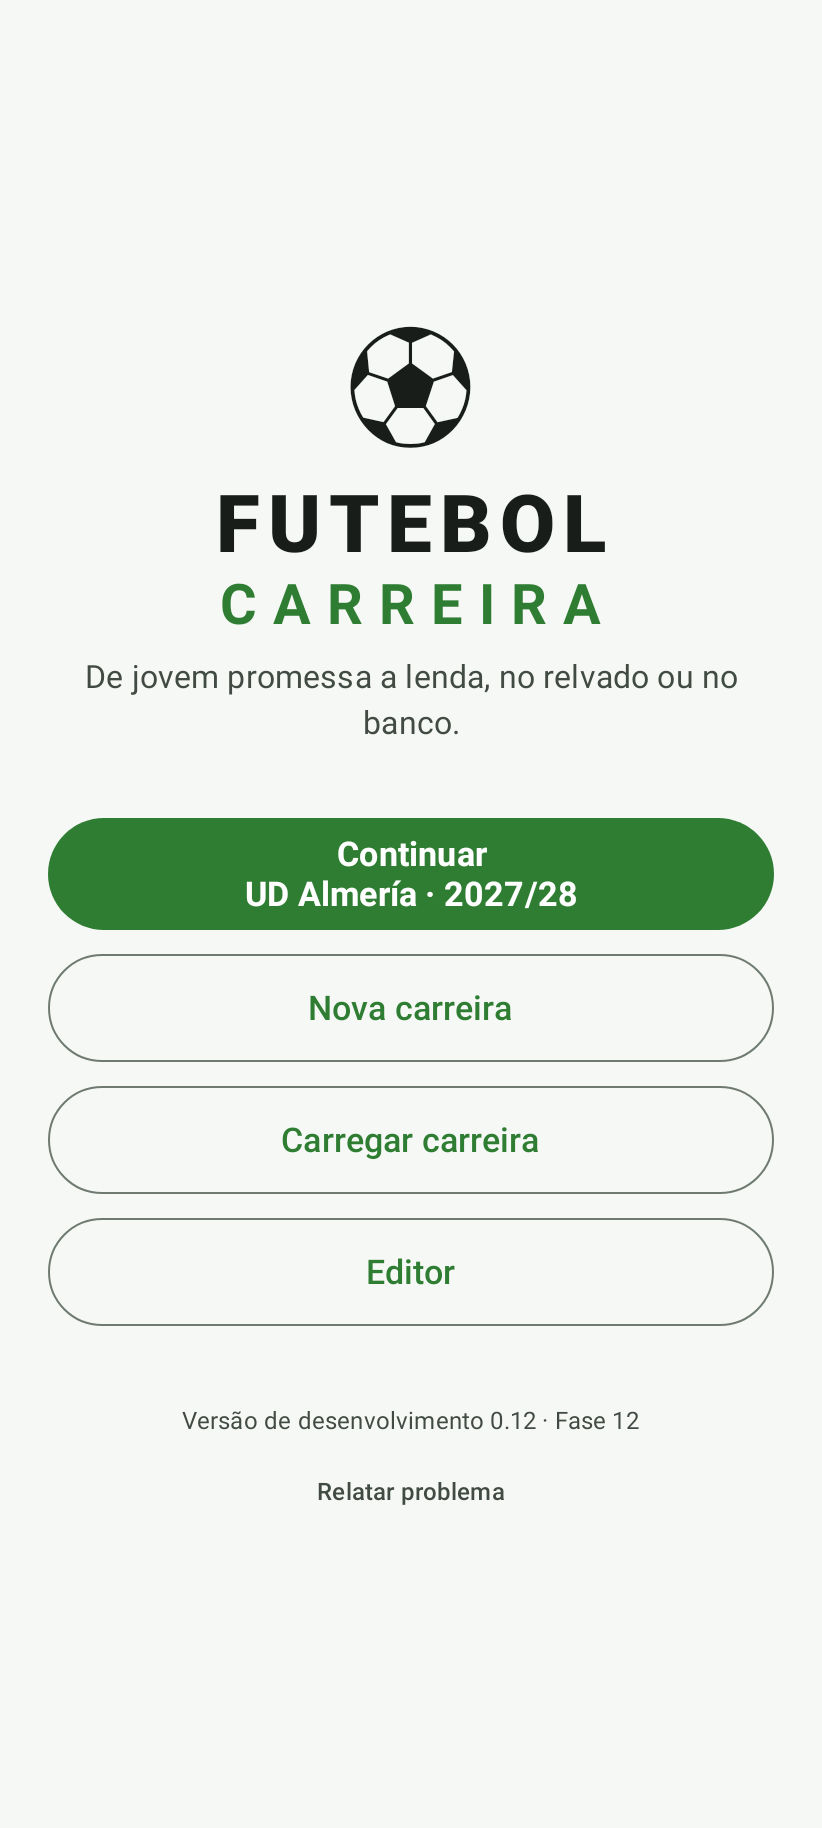 FUTEBOL
CARREIRA
De jovem promessa a lenda, no relvado ou no
banco.
Continuar
UD Almería · 2027/28
Nova carreira
Carregar carreira
Editor
Versão de desenvolvimento 0.12 · Fase 12
Relatar problema